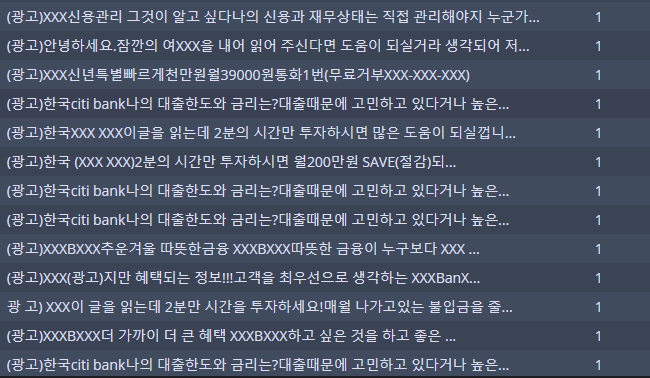 (광고)XXX신용관리 그것이 알고 싶다나의 신용과 재무상태는 직접 관리해야지 누군가... 1
(광고)안녕하세요.잠깐의 여XXX을 내어 읽어 주신다면 도움이 되실거라 생각되어 저... 1
(광고)XXX신년특별빠르게천만원월39000원통화1번(무료거부XXX-XXX-XXX) 1
(광고)한국citi bank나의 대출한도와 금리는?대출때문에 고민하고 있다거나 높은... 1
(광고)한국XXX XXX이글을 읽는데 2분의 시간만 투자하시면 많은 도움이 되실껍니... 1
(광고)한국 (XXX XXX)2분의 시간만 투자하시면 월200만원 SAVE(절감)되... 1
(광고)한국citi bank나의 대출한도와 금리는?대출때문에 고민하고 있다거나 높은... 1
(광고)한국citi bank나의 대출한도와 금리는?대출때문에 고민하고 있다거나 높은... 1
(광고)XXXBXXX추운겨울 따뜻한금융 XXXBXXX따뜻한 금융이 누구보다 XXX ... 1
(광고)XXX(광고)지만 혜택되는 정보!!!고객을 최우선으로 생각하는 XXXBanX... 1
광 고) XXX이 글을 읽는데 2분만 시간을 투자하세요!매월 나가고있는 불입금을 줄... 1
(광고)XXXBXXX더 가까이 더 큰 혜택 XXXBXXX하고 싶은 것을 하고 좋은 ... 1
(광고)한국citi bank나의 대출한도와 금리는?대출때문에 고민하고 있다거나 높은... 1